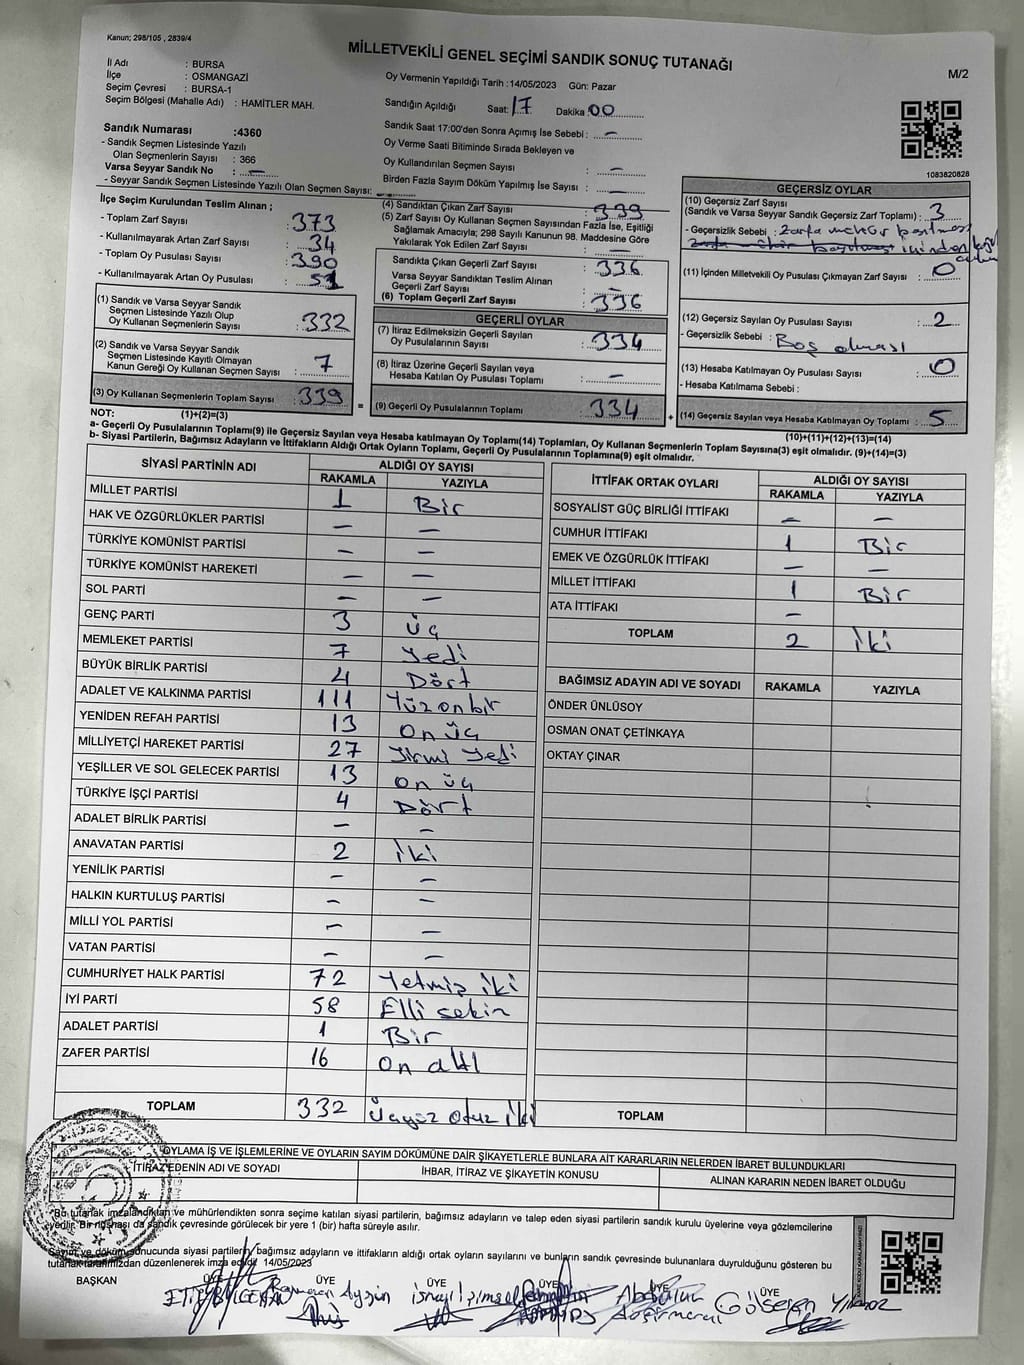 Kanun; 298/105 , 2839/4
MİLLETVEKİLİ GENEL SEÇİMİ SANDIK SONUÇ TUTANAĞI
M/2
İl Adı : BURSA
İlçe : OSMANGAZİ
Seçim Çevresi : BURSA-1
Seçim Bölgesi (Mahalle Adı) : HAMİTLER MAH.
Oy Vermenin Yapıldığı Tarih :14/05/2023 Gün: Pazar
Sandığın Açıldığı Saat: 17 Dakika 00
Sandık Saat 17:00'den Sonra Açımış İse Sebebi : –
Oy Verme Saati Bitiminde Sırada Bekleyen ve
Oy Kullandırılan Seçmen Sayısı : –
Birden Fazla Sayım Döküm Yapılmış İse Sayısı : –
Sandık Numarası :4360
- Sandık Seçmen Listesinde Yazılı
Olan Seçmenlerin Sayısı : 366
Varsa Seyyar Sandık No : –
- Seyyar Sandık Seçmen Listesinde Yazılı Olan Seçmen Sayısı:
1083820828
İlçe Seçim Kurulundan Teslim Alınan ;
- Toplam Zarf Sayısı : 373
- Kullanılmayarak Artan Zarf Sayısı : 34
- Toplam Oy Pusulası Sayısı : 390
- Kullanılmayarak Artan Oy Pusulası : 51
(1) Sandık ve Varsa Seyyar Sandık
Seçmen Listesinde Yazılı Olup
Oy Kullanan Seçmenlerin Sayısı : 332
(2) Sandık ve Varsa Seyyar Sandık
Seçmen Listesinde Kayıtlı Olmayan
Kanun Gereği Oy Kullanan Seçmen Sayısı : 7
(3) Oy Kullanan Seçmenlerin Toplam Sayısı : 339
(4) Sandıktan Çıkan Zarf Sayısı : 339
(5) Zarf Sayısı Oy Kullanan Seçmen Sayısından Fazla İse, Eşitliği
Sağlamak Amacıyla; 298 Sayılı Kanunun 98. Maddesine Göre
Yakılarak Yok Edilen Zarf Sayısı : –
Sandıkta Çıkan Geçerli Zarf Sayısı : 336
Varsa Seyyar Sandıktan Teslim Alınan
Geçerli Zarf Sayısı : –
(6) Toplam Geçerli Zarf Sayısı : 336
GEÇERLİ OYLAR
(7) İtiraz Edilmeksizin Geçerli Sayılan
Oy Pusulalarının Sayısı : 334
(8) İtiraz Üzerine Geçerli Sayılan veya
Hesaba Katılan Oy Pusulası Toplamı : –
= (9) Geçerli Oy Pusulalarının Toplamı : 334
GEÇERSİZ OYLAR
(10) Geçersiz Zarf Sayısı
(Sandık ve Varsa Seyyar Sandık Geçersiz Zarf Toplamı) : 3
- Geçersizlik Sebebi : Zarfa mühür basılması
(11) İçinden Milletvekili Oy Pusulası Çıkmayan Zarf Sayısı : 0
(12) Geçersiz Sayılan Oy Pusulası Sayısı : 2
- Geçersizlik Sebebi : Boş olması
(13) Hesaba Katılmayan Oy Pusulası Sayısı : 0
- Hesaba Katılmama Sebebi :
+ (14) Geçersiz Sayılan veya Hesaba Katılmayan Oy Toplamı : 5
NOT: (1)+(2)=(3)
(10)+(11)+(12)+(13)=(14)
a- Geçerli Oy Pusulalarının Toplamı(9) ile Geçersiz Sayılan veya Hesaba katılmayan Oy Toplamı(14) Toplamları, Oy Kullanan Seçmenlerin Toplam Sayısına(3) eşit olmalıdır. (9)+(14)=(3)
b- Siyasi Partilerin, Bağımsız Adayların ve İttifakların Aldığı Ortak Oyların Toplamı, Geçerli Oy Pusulalarının Toplamına(9) eşit olmalıdır.
SİYASİ PARTİNİN ADI ALDIĞI OY SAYISI
RAKAMLA YAZIYLA
MİLLET PARTİSİ 1 Bir
HAK VE ÖZGÜRLÜKLER PARTİSİ – –
TÜRKİYE KOMÜNİST PARTİSİ – –
TÜRKİYE KOMÜNİST HAREKETİ – –
SOL PARTİ – –
GENÇ PARTİ 3 üç
MEMLEKET PARTİSİ 7 Yedi
BÜYÜK BİRLİK PARTİSİ 4 Dört
ADALET VE KALKINMA PARTİSİ 111 Yüzonbir
YENİDEN REFAH PARTİSİ 13 On üç
MİLLİYETÇİ HAREKET PARTİSİ 27 Yirmi Yedi
YEŞİLLER VE SOL GELECEK PARTİSİ 13 on üç
TÜRKİYE İŞÇİ PARTİSİ 4 Dört
ADALET BİRLİK PARTİSİ – –
ANAVATAN PARTİSİ 2 iki
YENİLİK PARTİSİ – –
HALKIN KURTULUŞ PARTİSİ – –
MİLLİ YOL PARTİSİ – –
VATAN PARTİSİ – –
CUMHURİYET HALK PARTİSİ 72 Yetmiş iki
İYİ PARTİ 58 Elli sekin
ADALET PARTİSİ 1 Bir
ZAFER PARTİSİ 16 On altı
TOPLAM 332 Üçyüz Otuz iki
İTTİFAK ORTAK OYLARI ALDIĞI OY SAYISI
RAKAMLA YAZIYLA
SOSYALİST GÜÇ BİRLİĞİ İTTİFAKI – –
CUMHUR İTTİFAKI 1 Bir
EMEK VE ÖZGÜRLÜK İTTİFAKI – –
MİLLET İTTİFAKI 1 Bir
ATA İTTİFAKI –
TOPLAM 2 iki
BAĞIMSIZ ADAYIN ADI VE SOYADI RAKAMLA YAZIYLA
ÖNDER ÜNLÜSOY
OSMAN ONAT ÇETİNKAYA
OKTAY ÇINAR
TOPLAM
OYLAMA İŞ VE İŞLEMLERİNE VE OYLARIN SAYIM DÖKÜMÜNE DAİR ŞİKAYETLERLE BUNLARA AİT KARARLARIN NELERDEN İBARET BULUNDUKLARI
İTİRAZ EDENİN ADI VE SOYADI İHBAR, İTİRAZ VE ŞİKAYETİN KONUSU ALINAN KARARIN NEDEN İBARET OLDUĞU
Bu tutanak imzalandıktan ve mühürlendikten sonra seçime katılan siyasi partilerin, bağımsız adayların ve talep eden siyasi partilerin sandık kurulu üyelerine veya gözlemcilerine
verilir. Bir nüshası da sandık çevresinde görülecek bir yere 1 (bir) hafta süreyle asılır.
Sayım ve döküm sonucunda siyasi partilerin, bağımsız adayların ve ittifakların aldığı ortak oyların sayılarını ve bunların sandık çevresinde bulunanlara duyrulduğunu gösteren bu
tutanak tarafımızdan düzenlenerek imza edildi. 14/05/2023
BAŞKAN ÜYE ÜYE ÜYE ÜYE ÜYE ÜYE
Gülseren Yılmaz